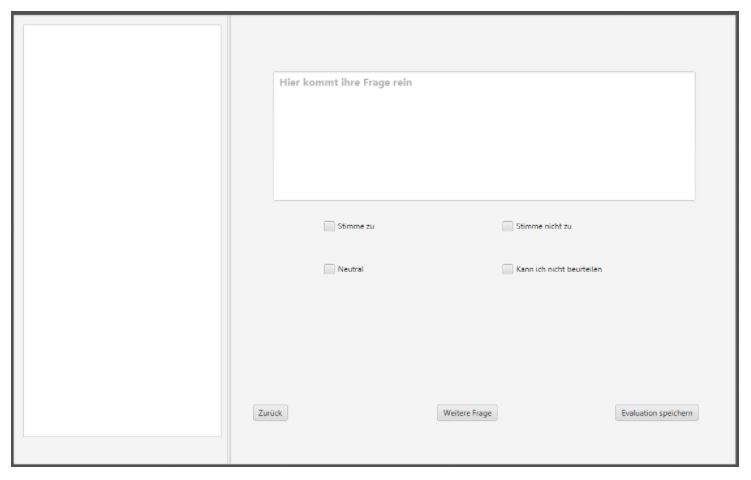 Hier kommt ihre Frage rein
Stimme zu
Stimme nicht zu
Neutral
Kann ich nicht beurteilen
Zurück
Weitere Frage
Evaluation speichern